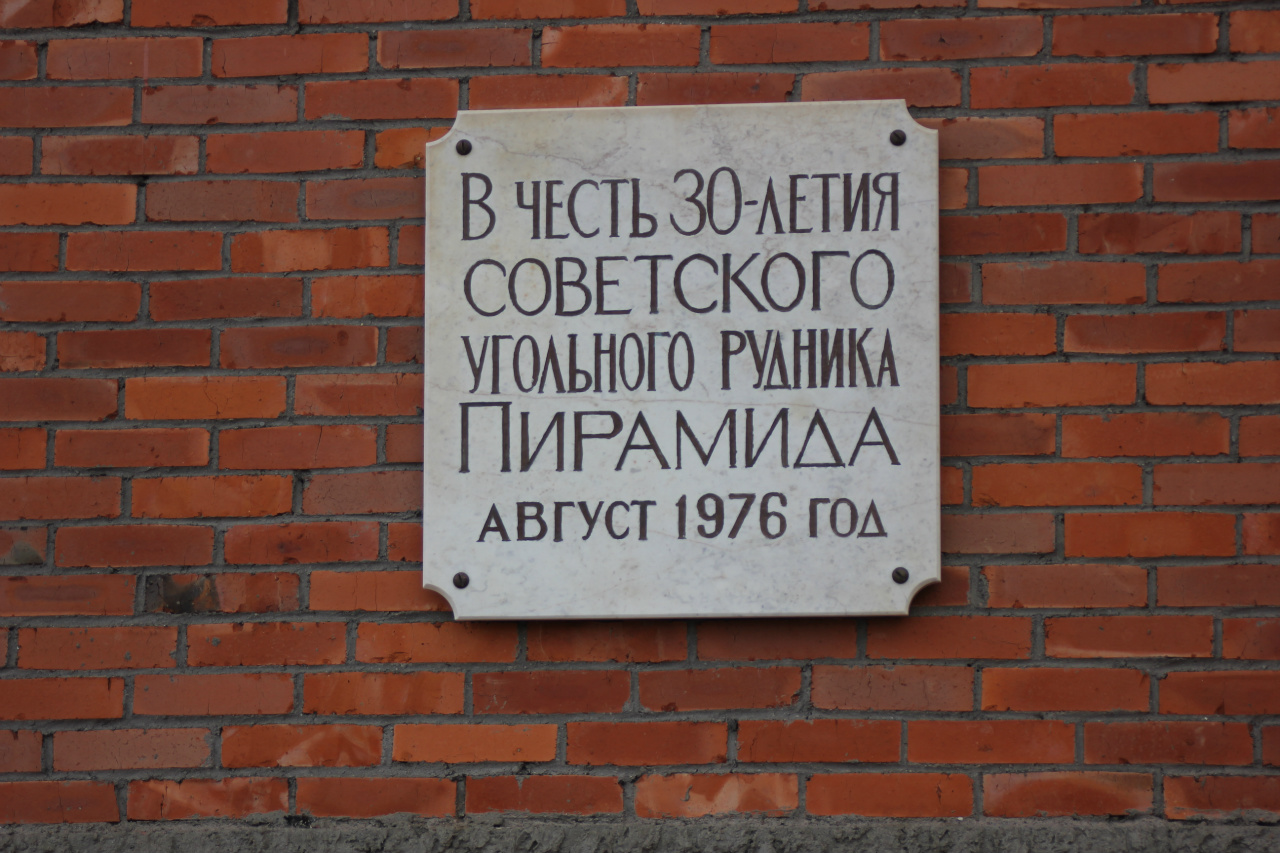 В ЧЕСТЬ 30-ЛЕТИЯ
СОВЕТСКОГО
УГОЛЬНОГО РУДНИКА
ПИРАМИДА
АВГУСТ 1976 ГОД